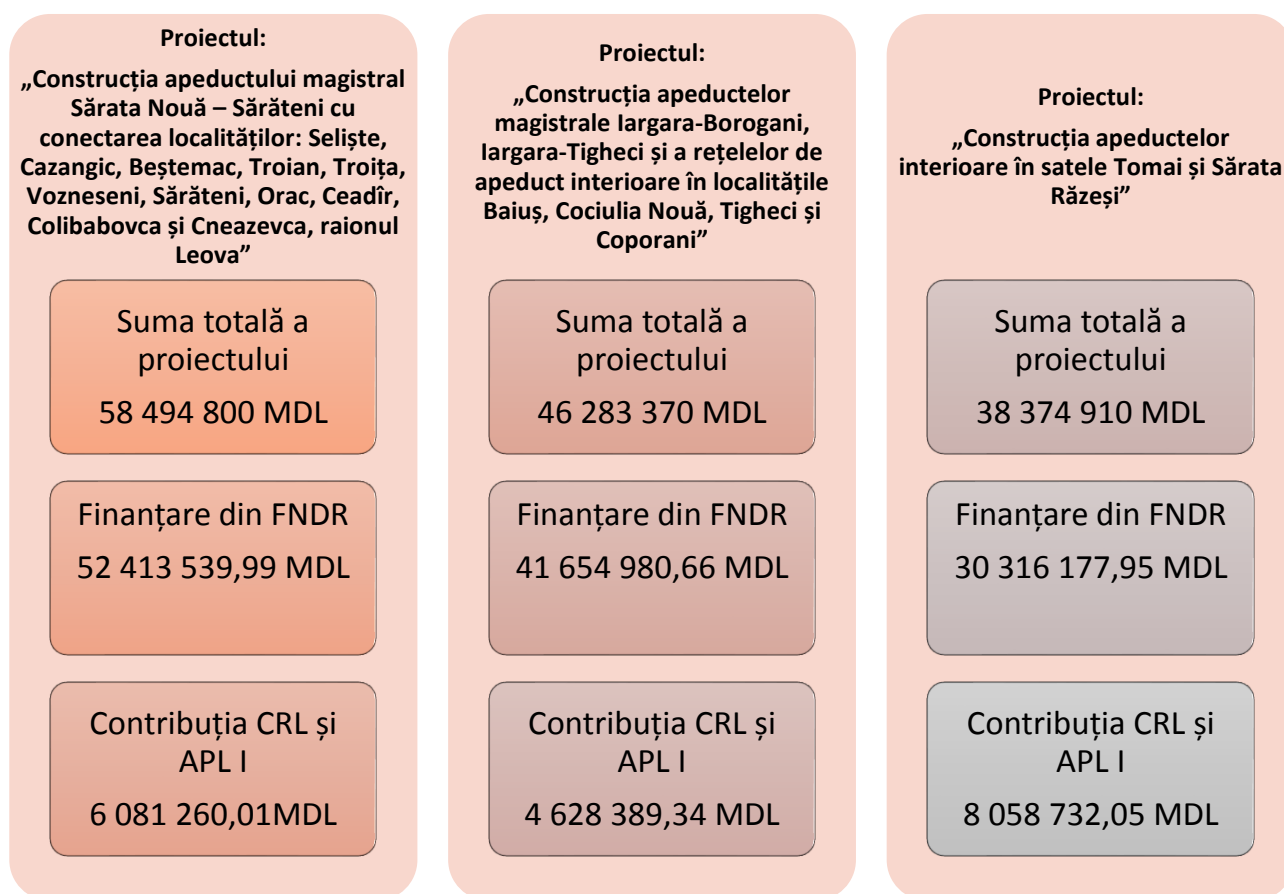 Proiectul:
„Construcția apeductului magistral
Sărata Nouă – Sărăteni cu
conectarea localităților: Seliște,
Cazangic, Beștemac, Troian, Troița,
Vozneseni, Sărăteni, Orac, Ceadîr,
Colibabovca și Cneazevca, raionul
Leova”
Suma totală a
proiectului
58 494 800 MDL
Finanțare din FNDR
52 413 539,99 MDL
Contribuția CRL și
APL I
6 081 260,01MDL
Proiectul:
„Construcția apeductelor
magistrale Iargara-Borogani,
Iargara-Tigheci și a rețelelor de
apeduct interioare în localitățile
Baiuș, Cociulia Nouă, Tigheci și
Coporani”
Suma totală a
proiectului
46 283 370 MDL
Finanțare din FNDR
41 654 980,66 MDL
Contribuția CRL și
APL I
4 628 389,34 MDL
Proiectul:
„Construcția apeductelor
interioare în satele Tomai și Sărata
Răzeși”
Suma totală a
proiectului
38 374 910 MDL
Finanțare din FNDR
30 316 177,95 MDL
Contribuția CRL și
APL I
8 058 732,05 MDL